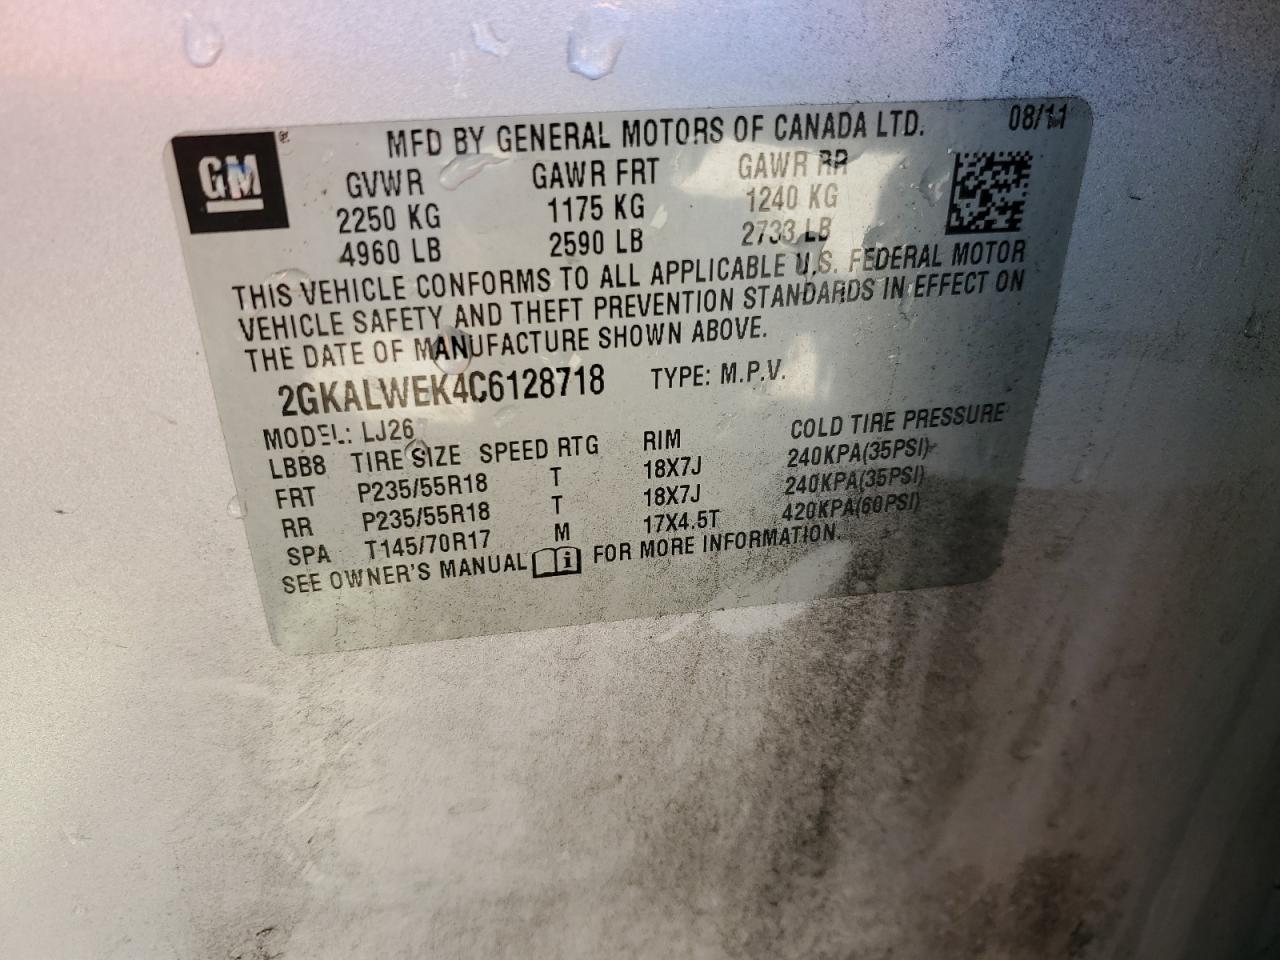 MFD BY GENERAL MOTORS OF CANADA LTD. 08/11
GM ®
GVWR GAWR FRT GAWR RR
2250 KG 1175 KG 1240 KG
4960 LB 2590 LB 2733 LB
THIS VEHICLE CONFORMS TO ALL APPLICABLE U.S. FEDERAL MOTOR
VEHICLE SAFETY AND THEFT PREVENTION STANDARDS IN EFFECT ON
THE DATE OF MANUFACTURE SHOWN ABOVE.
2GKALWEK4C6128718 TYPE: M.P.V.
MODEL: LJ26
LBB8 TIRE SIZE SPEED RTG RIM COLD TIRE PRESSURE
FRT P235/55R18 T 18X7J 240KPA(35PSI)
RR P235/55R18 T 18X7J 240KPA(35PSI)
SPA T145/70R17 M 17X4.5T 420KPA(60PSI)
SEE OWNER'S MANUAL i FOR MORE INFORMATION.